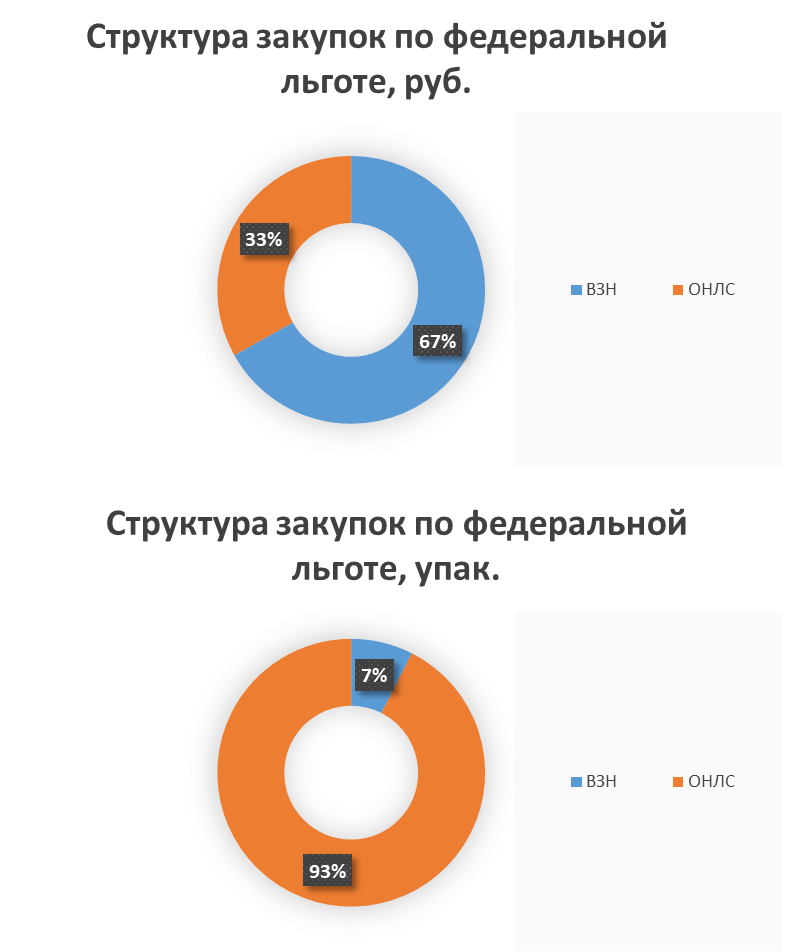 Структура закупок по федеральной
льготе, руб.
33%
67%
ВЗН
ОНЛС
Структура закупок по федеральной
льготе, упак.
7%
93%
ВЗН
ОНЛС